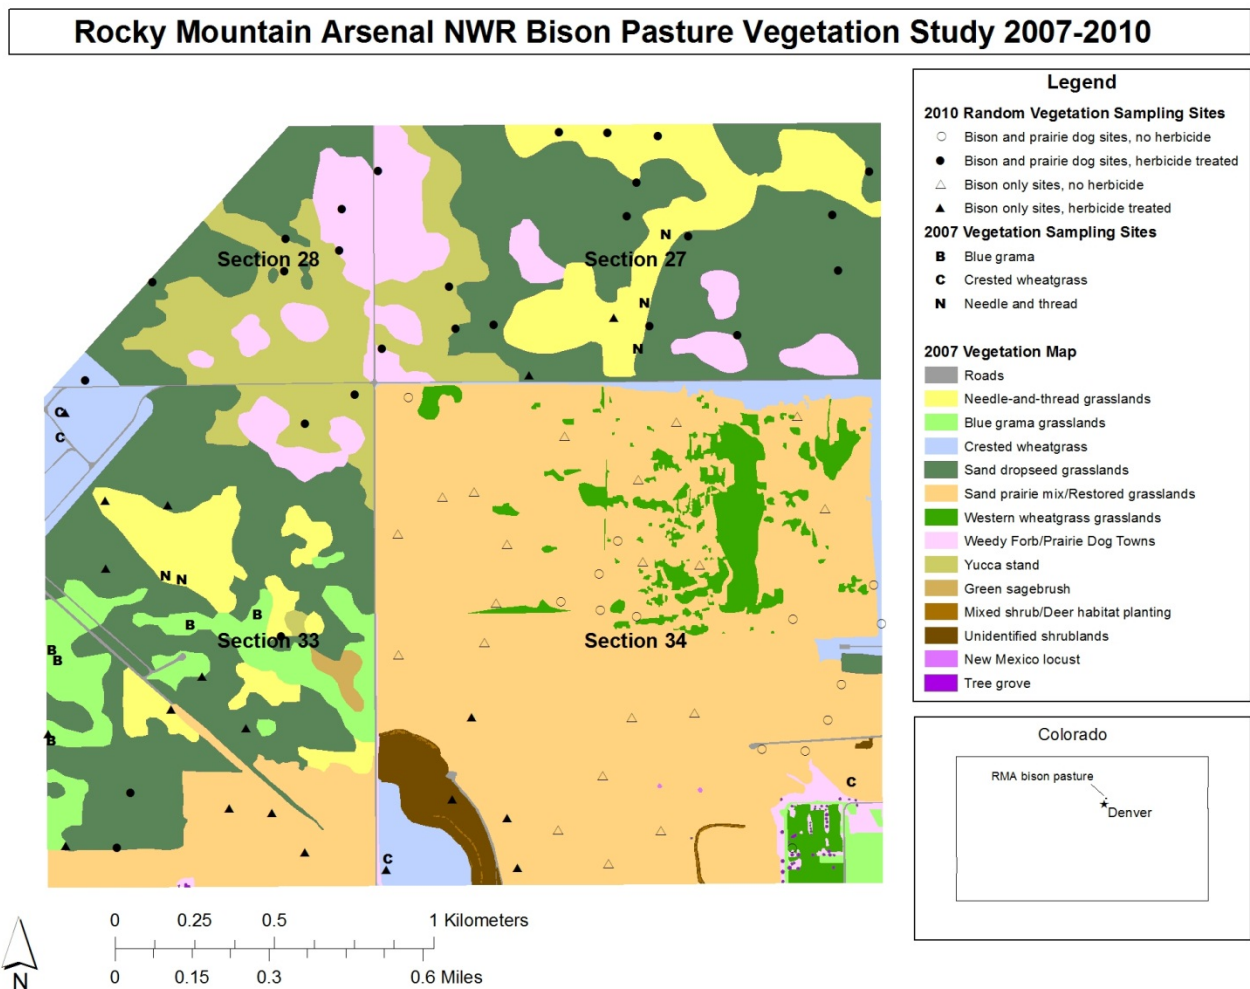 Rocky Mountain Arsenal NWR Bison Pasture Vegetation Study 2007-2010
Section 28
Section 27
N
N
N
C
C
N N
B
B
Section 33
B
B
B
Section 34
C
C
Legend
2010 Random Vegetation Sampling Sites
Bison and prairie dog sites, no herbicide
Bison and prairie dog sites, herbicide treated
Bison only sites, no herbicide
Bison only sites, herbicide treated
2007 Vegetation Sampling Sites
B Blue grama
C Crested wheatgrass
N Needle and thread
2007 Vegetation Map
Roads
Needle-and-thread grasslands
Blue grama grasslands
Crested wheatgrass
Sand dropseed grasslands
Sand prairie mix/Restored grasslands
Western wheatgrass grasslands
Weedy Forb/Prairie Dog Towns
Yucca stand
Green sagebrush
Mixed shrub/Deer habitat planting
Unidentified shrublands
New Mexico locust
Tree grove
Colorado
RMA bison pasture
Denver
0 0.25 0.5 1 Kilometers
0 0.15 0.3 0.6 Miles
N